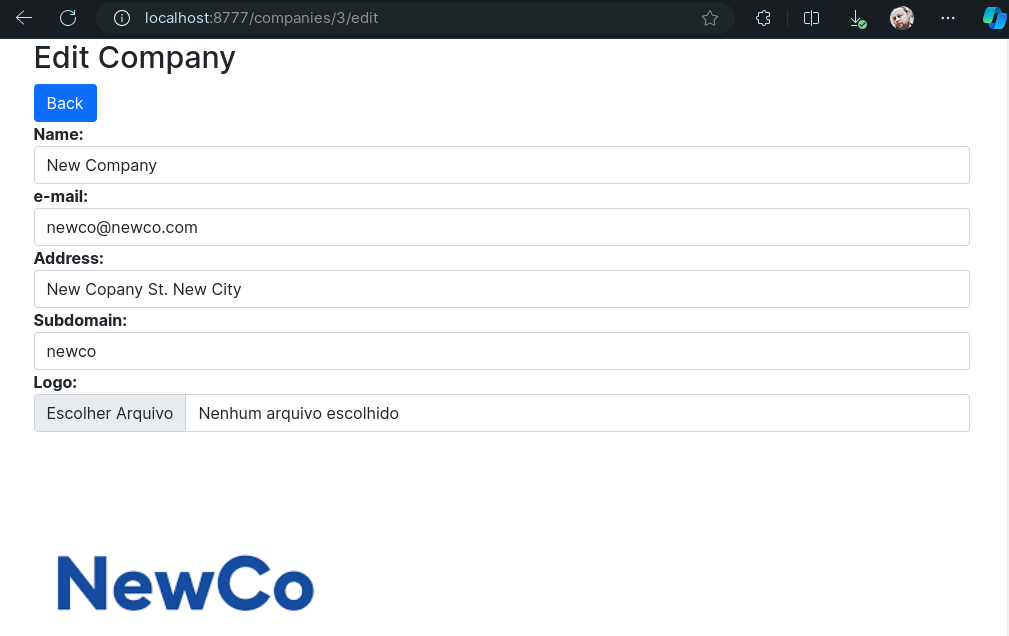 localhost:8777/companies/3/edit
Edit Company
Back
Name:
New Company
e-mail:
newco@newco.com
Address:
New Copany St. New City
Subdomain:
newco
Logo:
Escolher Arquivo Nenhum arquivo escolhido
NewCo